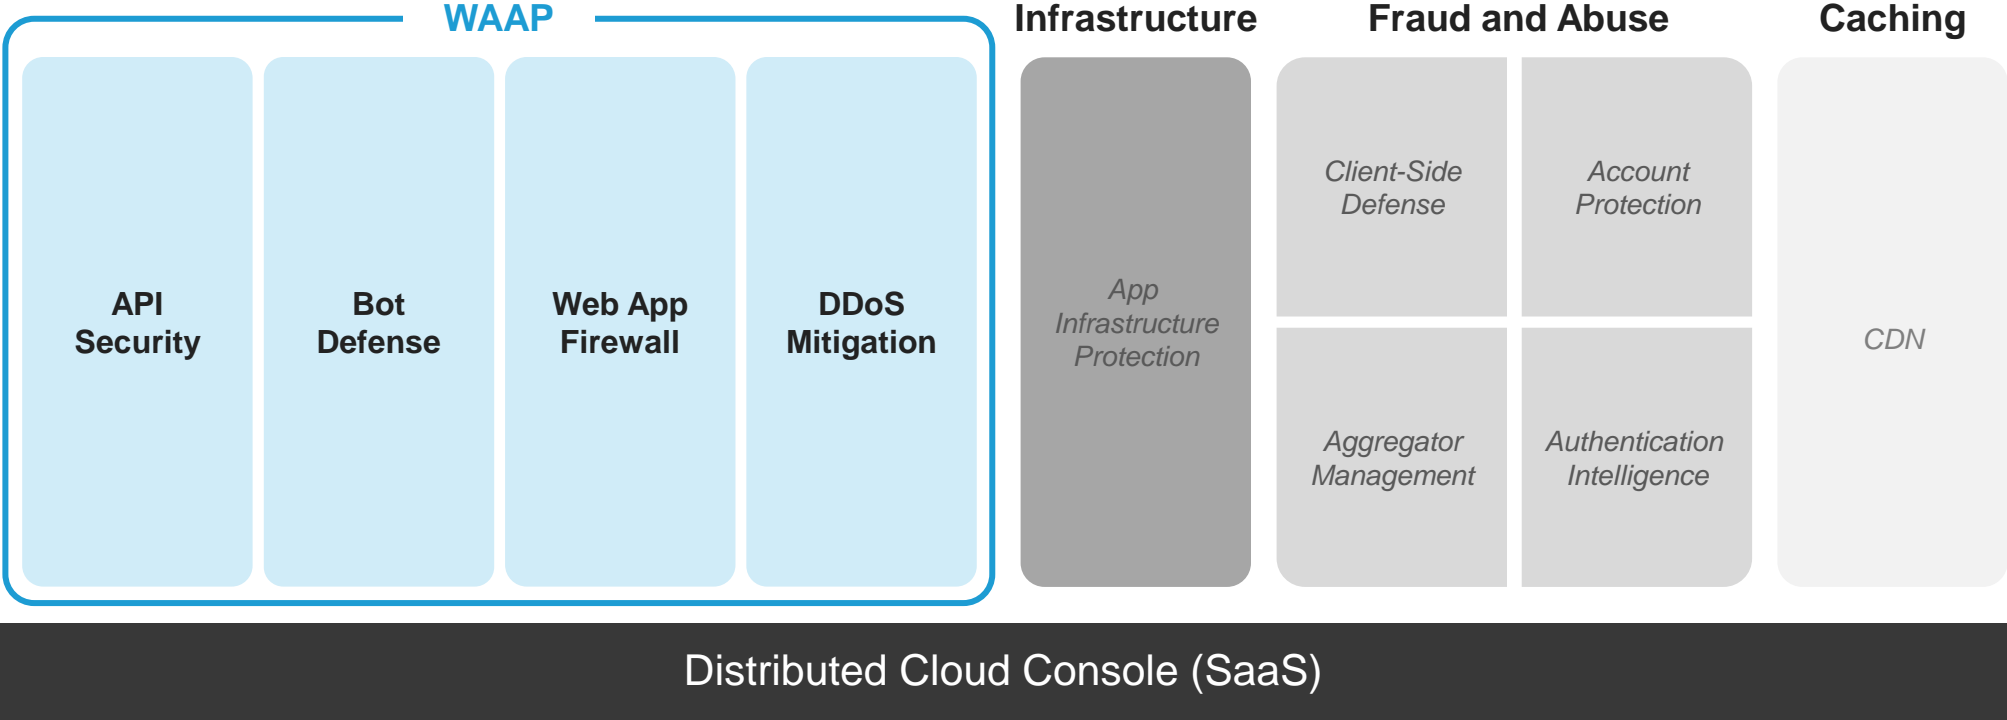 WAAP
Infrastructure
Fraud and Abuse
Caching
API
Security
Bot
Defense
Web App
Firewall
DDoS
Mitigation
App
Infrastructure
Protection
Client-Side
Defense
Account
Protection
Aggregator
Management
Authentication
Intelligence
CDN
Distributed Cloud Console (SaaS)